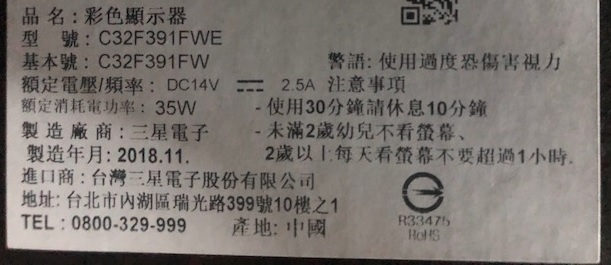 品 名 : 彩色顯示器
型 號 : C32F391FWE
基本號 : C32F391FW
警語: 使用過度恐傷害視力
額定電壓/頻率 : DC14V ⎓ 2.5A
注意事項
額定消耗電功率 : 35W
- 使用30分鐘請休息10分鐘
製 造 廠 商 : 三星電子
- 未滿2歲幼兒不看螢幕、
製造年月: 2018.11.
2歲以上每天看螢幕不要超過1小時.
進口商 : 台灣三星電子股份有限公司
地址: 台北市內湖區瑞光路399號10樓之1
TEL : 0800-329-999
產地: 中國
R33475
RoHS